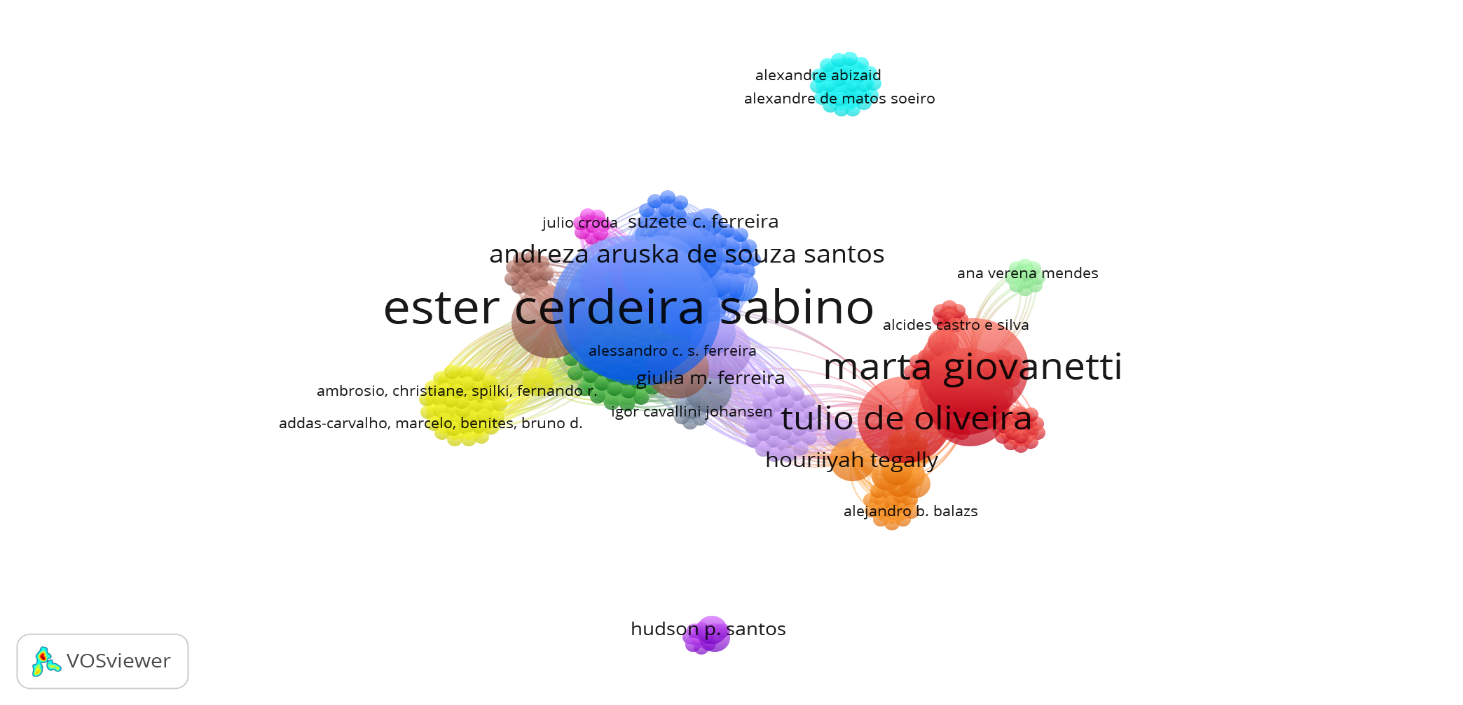 alexandre abizaid
alexandre de matos soeiro
julio croda
suzete c. ferreira
andreza aruska de souza santos
ana verena mendes
ester cerdeira sabino
alcides castro e silva
alessandro c. s. ferreira
marta giovanetti
giulia m. ferreira
ambrosio, christiane, spilki, fernando r.
igor cavallini johansen
tulio de oliveira
addas-carvalho, marcelo, benites, bruno d.
houriiyah tegally
alejandro b. balazs
hudson p. santos
VOSviewer